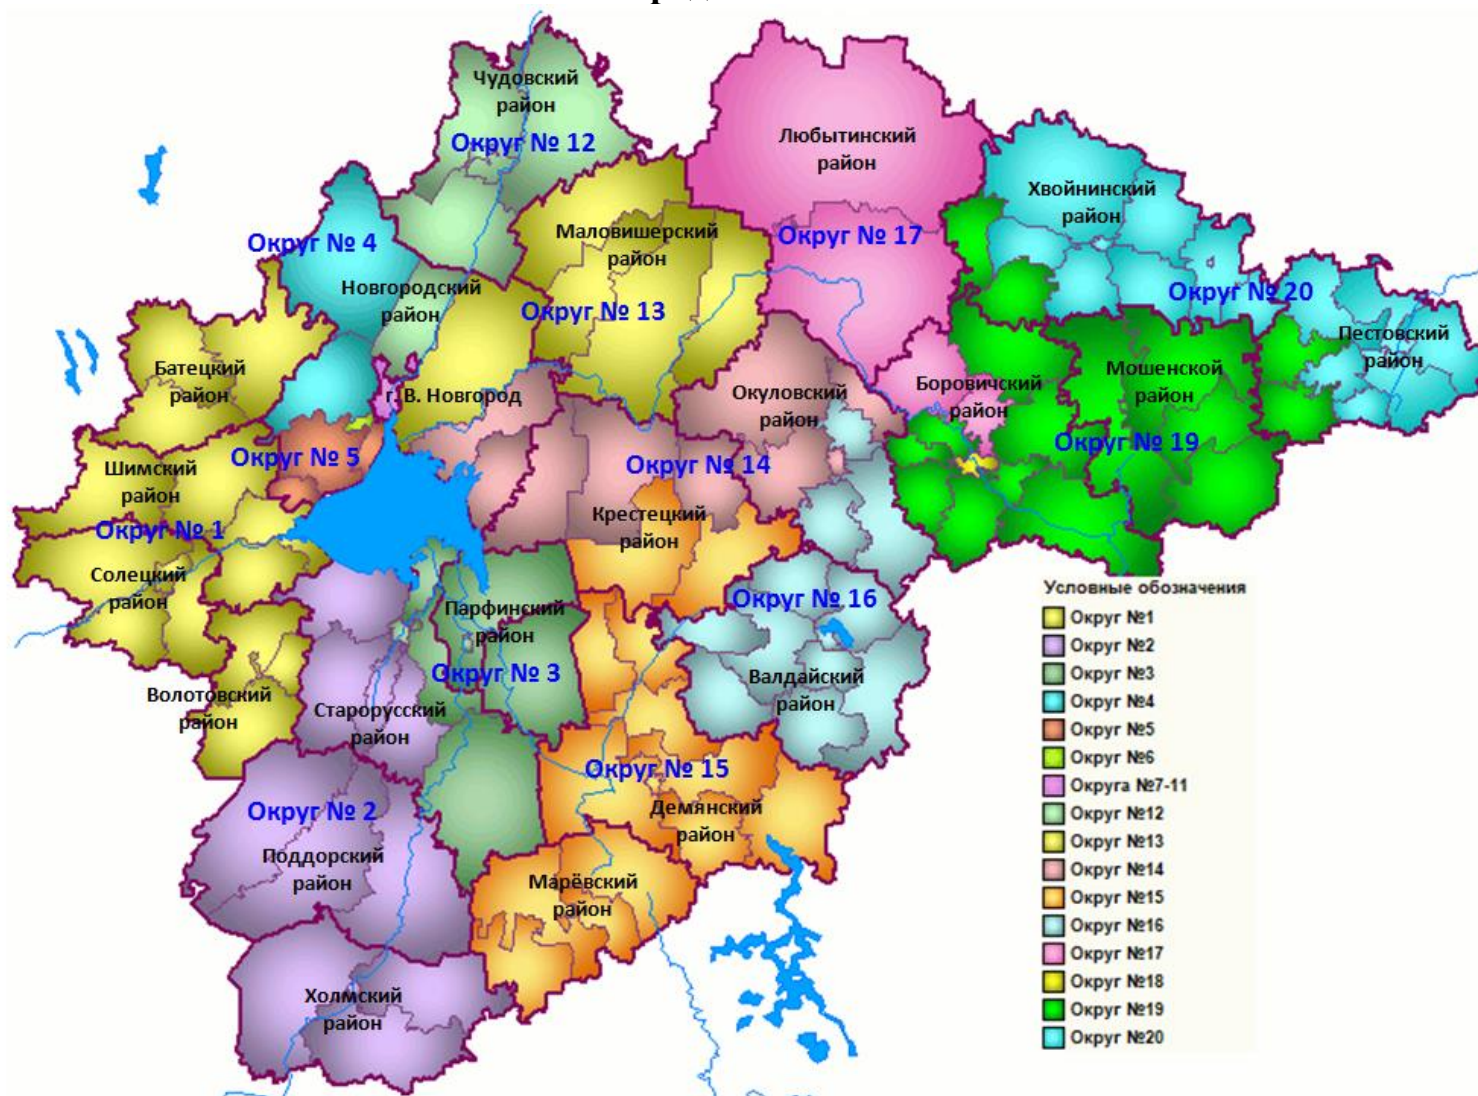 Чудовский
район
Округ № 12
Любытинский
район
Хвойнинский
район
Округ № 4
Маловишерский
район
Округ № 17
Новгородский
район
Округ № 13
Округ № 20
Пестовский
район
Батецкий
район
г. В. Новгород
Окуловский
район
Боровичский
район
Мошенской
район
Шимский
район
Округ № 5
Округ № 14
Округ № 19
Округ № 1
Крестецкий
район
Солецкий
район
Парфинский
район
Округ № 16
Округ № 3
Валдайский
район
Волотовский
район
Старорусский
район
Округ № 15
Округ № 2
Демянский
район
Поддорский
район
Марёвский
район
Холмский
район
Условные обозначения
Округ №1
Округ №2
Округ №3
Округ №4
Округ №5
Округ №6
Округа №7-11
Округ №12
Округ №13
Округ №14
Округ №15
Округ №16
Округ №17
Округ №18
Округ №19
Округ №20